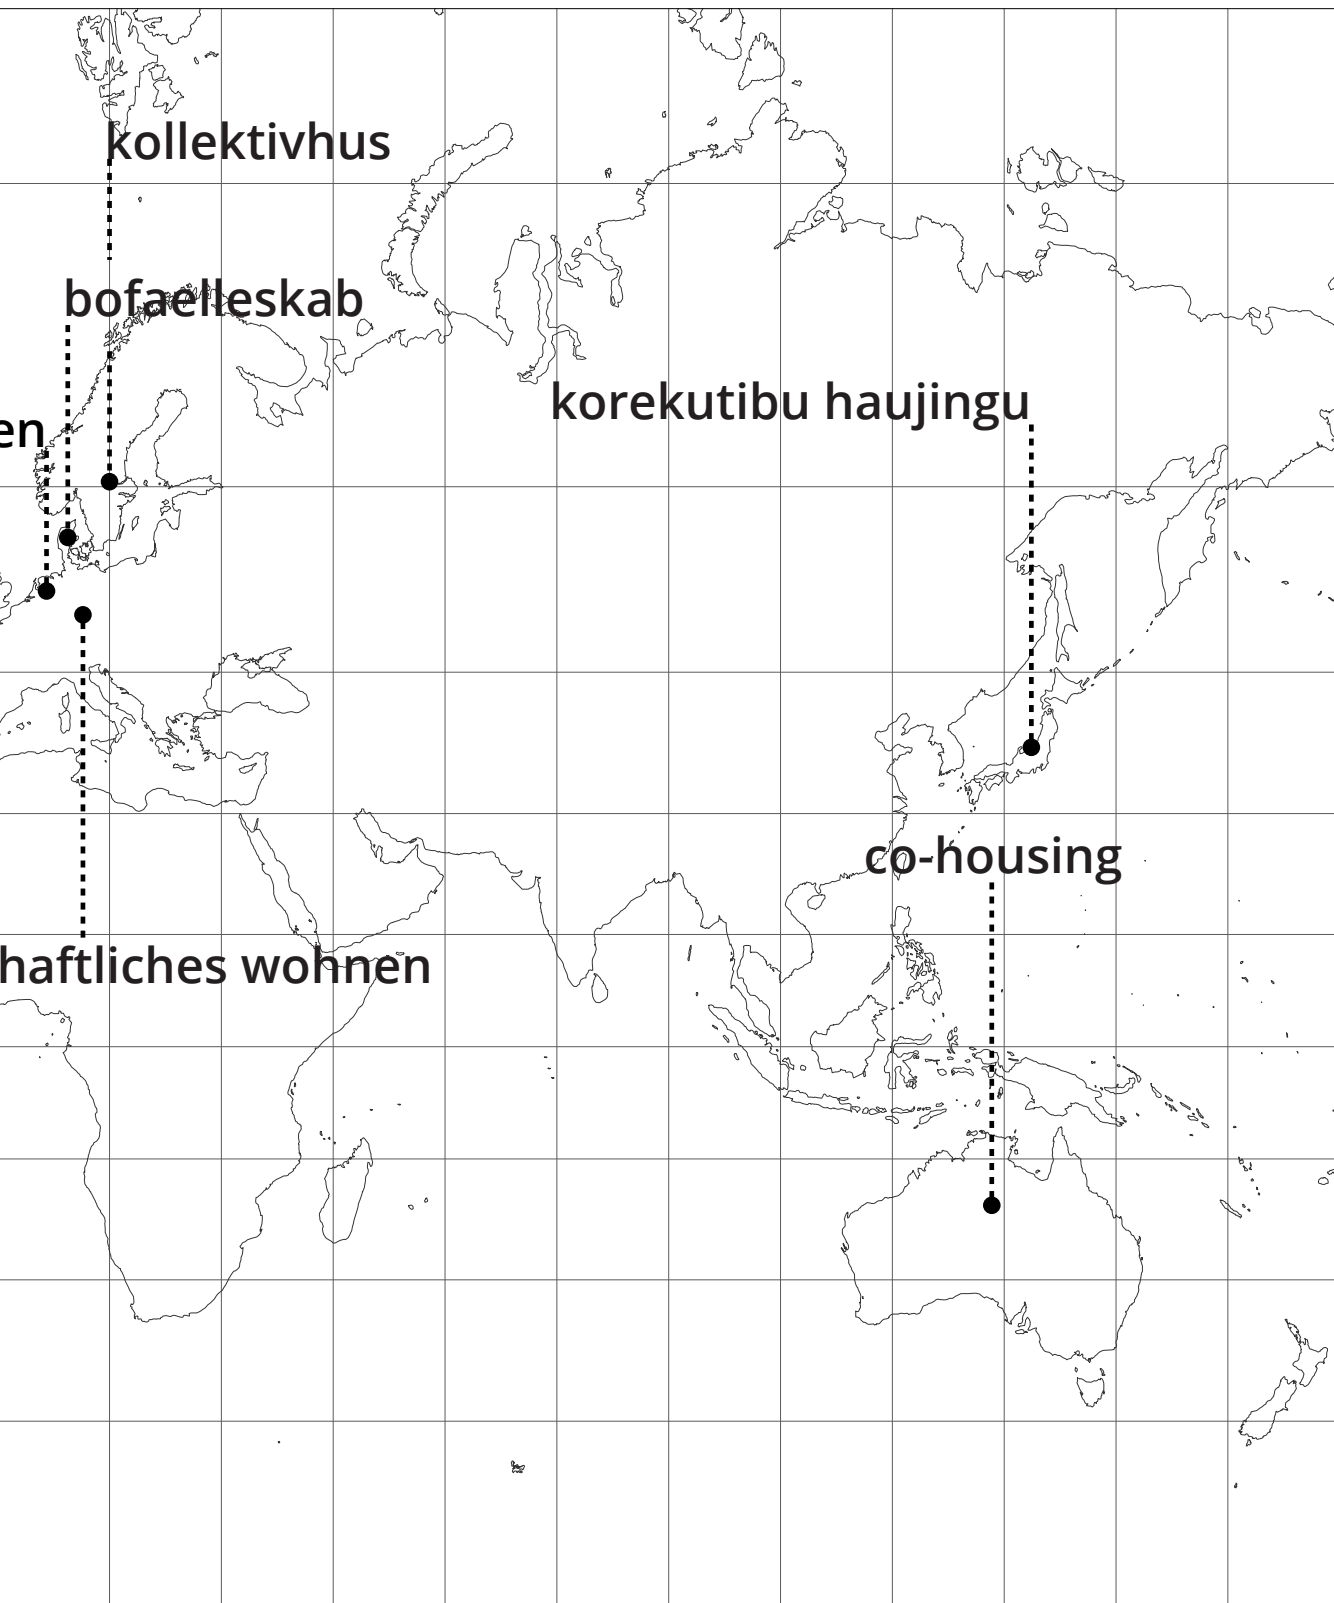 kollektivhus
bofaelleskab
korekutibu haujingu
en
co-housing
haftliches wohnen